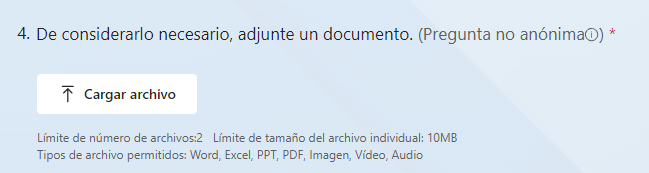 4. De considerarlo necesario, adjunte un documento. (Pregunta no anónimaⓘ) *
Cargar archivo
Límite de número de archivos:2 Límite de tamaño del archivo individual: 10MB
Tipos de archivo permitidos: Word, Excel, PPT, PDF, Imagen, Vídeo, Audio